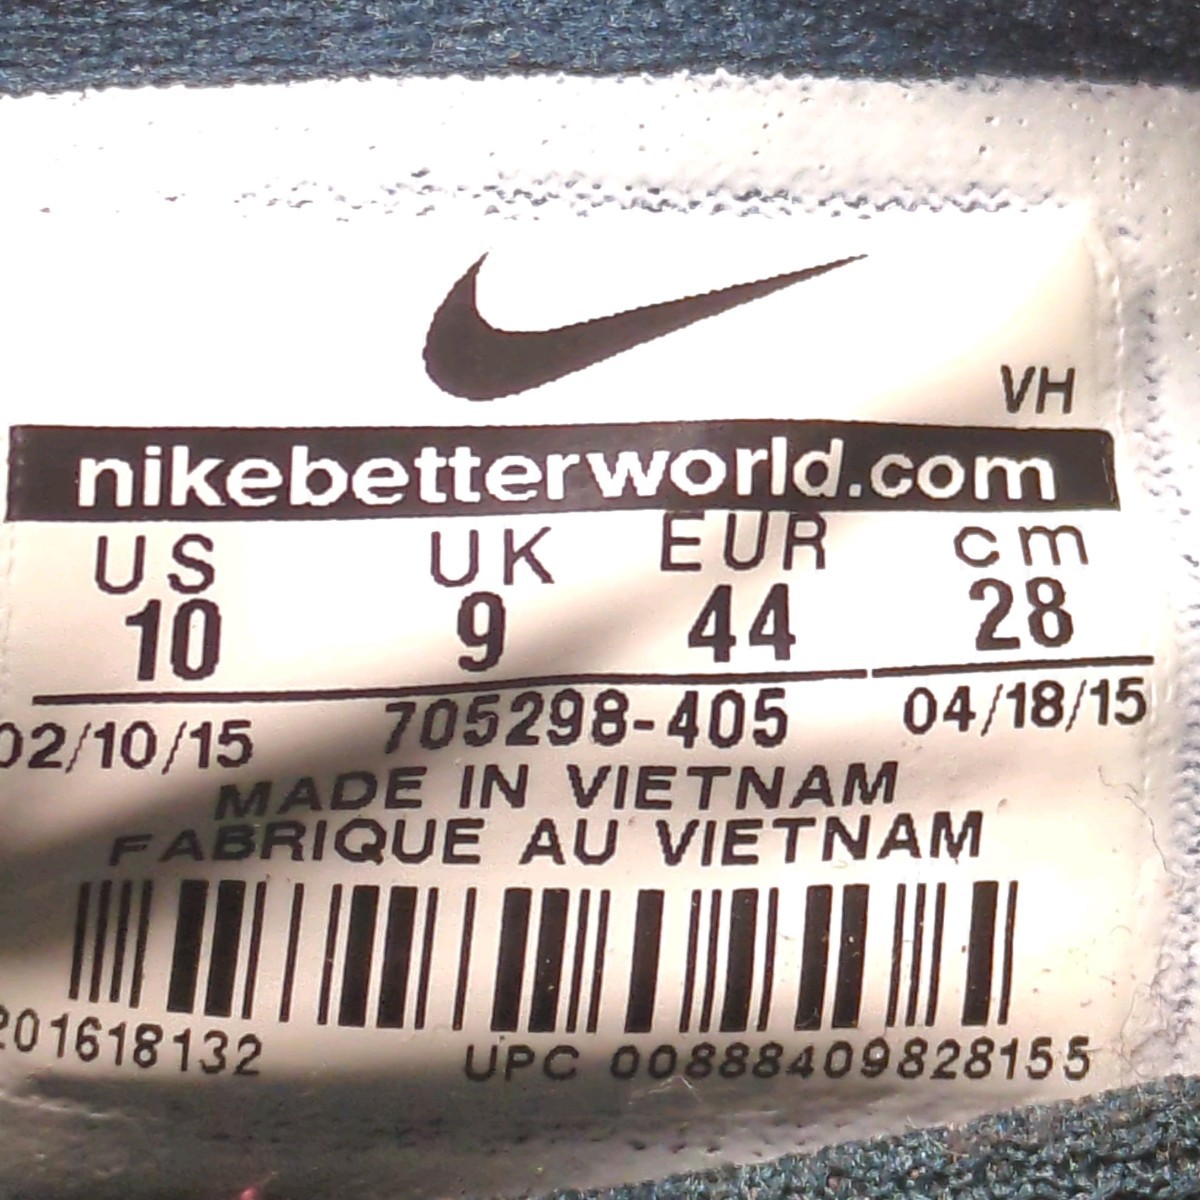 VH
nikebetterworld.com
US UK EUR cm
10 9 44 28
02/10/15 705298-405 04/18/15
MADE IN VIETNAM
FABRIQUE AU VIETNAM
201618132 UPC 00888409828155